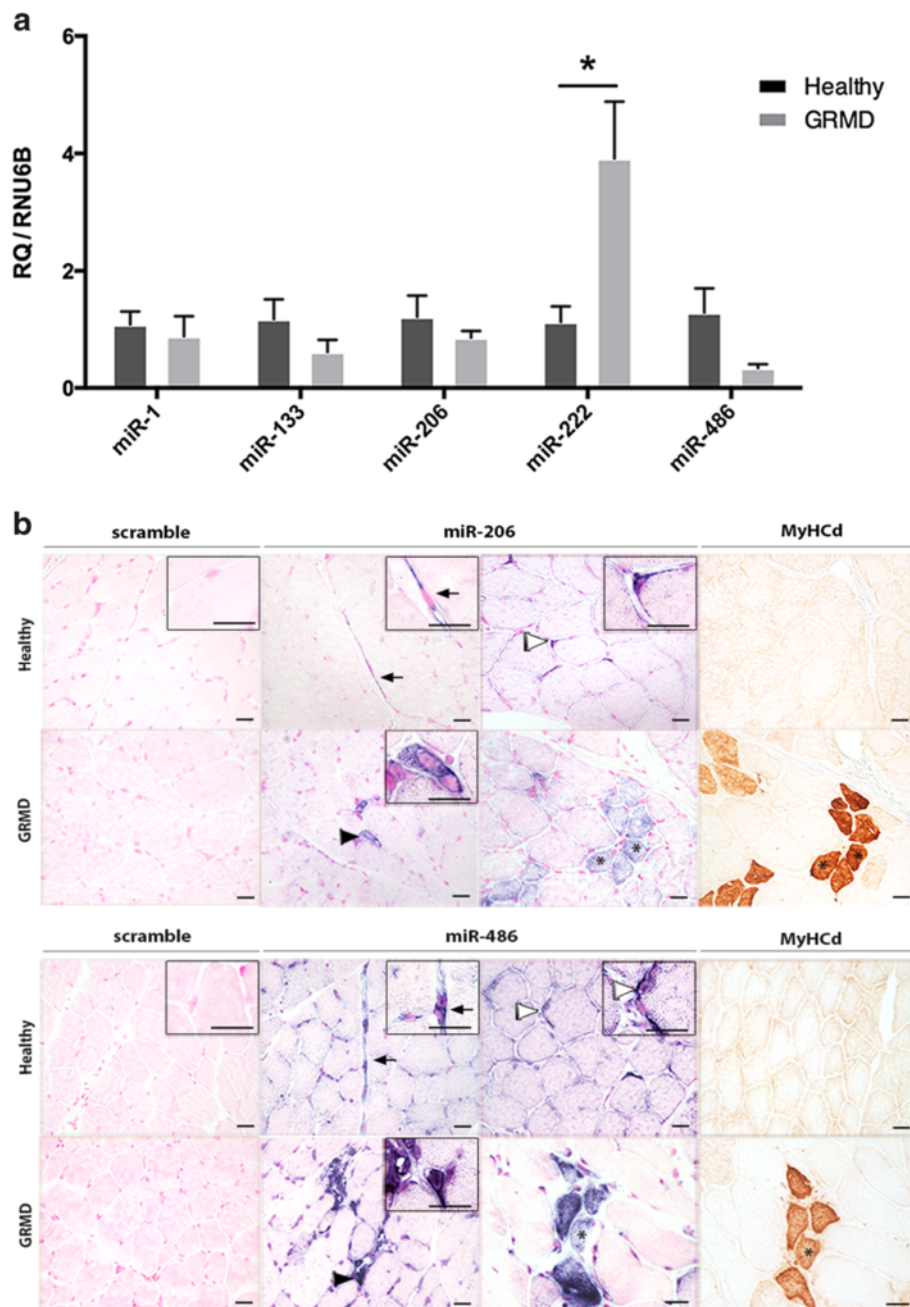 a
6
4
2
0
RQ / RNU6B
*
Healthy
GRMD
miR-1
miR-133
miR-206
miR-222
miR-486
b
scramble
miR-206
MyHCd
Healthy
GRMD
*
*
*
*
scramble
miR-486
MyHCd
Healthy
GRMD
*
*